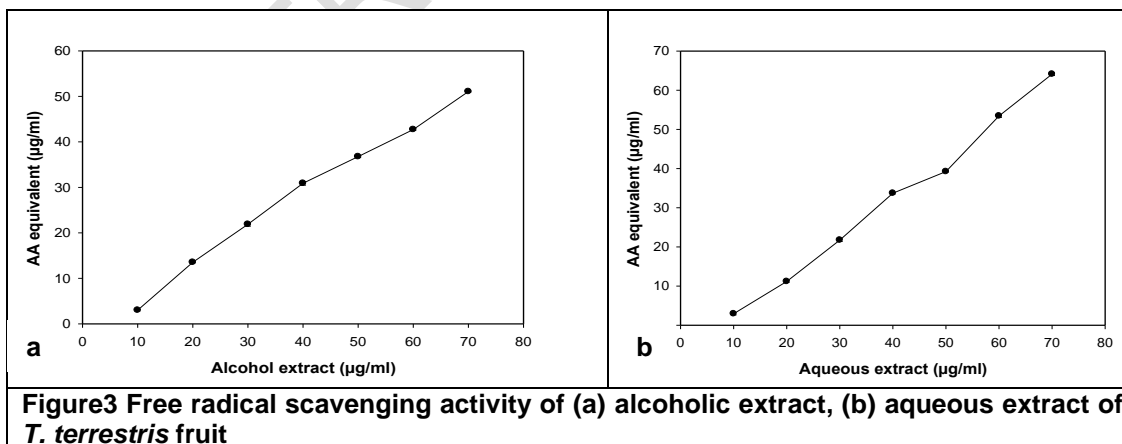 60
50
40
30
20
10
0
AA equivalent (µg/ml)
0 10 20 30 40 50 60 70 80
Alcohol extract (µg/ml)
a
70
60
50
40
30
20
10
AA equivalent (µg/ml)
0 10 20 30 40 50 60 70 80
Aqueous extract (µg/ml)
b
Figure3 Free radical scavenging activity of (a) alcoholic extract, (b) aqueous extract of
T. terrestris fruit